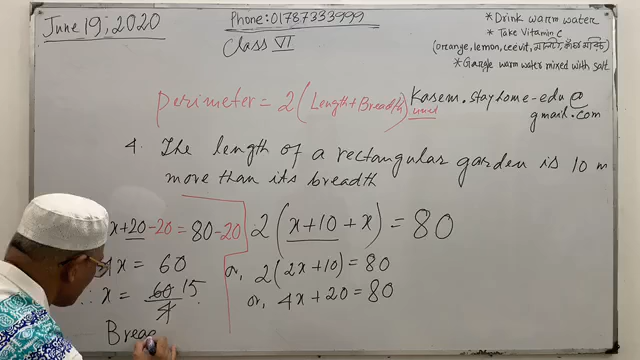 June 19, 2020
Phone: 01787333999
Class VI
* Drink warm water
* Take Vitamin C
(orange, lemon, ceevit,
* Gargle warm water mixed with salt
Perimeter = 2 (Length + Breadth) unit
Kasem.stayhome-edu@
gmail.com
4. The length of a rectangular garden is 10 m
more than its breadth
2(x+10 + x) = 80
or, 2(2x+10) = 80
or, 4x + 20 = 80
x + 20 - 20 = 80 - 20
4x = 60
∴ x = 60/4 15
Brea